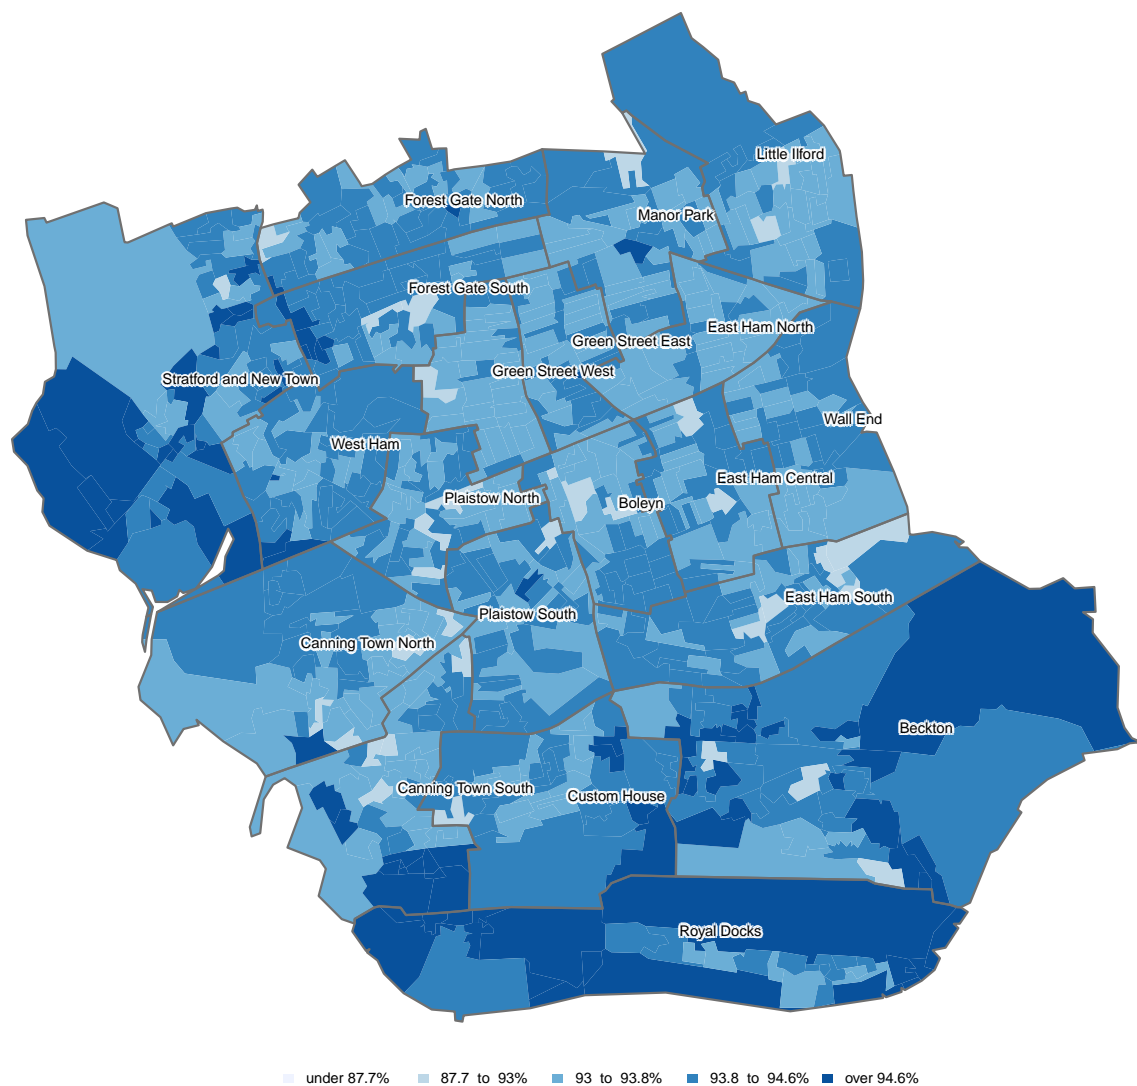 Little Ilford
Forest Gate North
Manor Park
Forest Gate South
East Ham North
Green Street East
Green Street West
Stratford and New Town
Wall End
West Ham
East Ham Central
Plaistow North
Boleyn
East Ham South
Plaistow South
Canning Town North
Beckton
Canning Town South
Custom House
Royal Docks
under 87.7% 87.7 to 93% 93 to 93.8% 93.8 to 94.6% over 94.6%